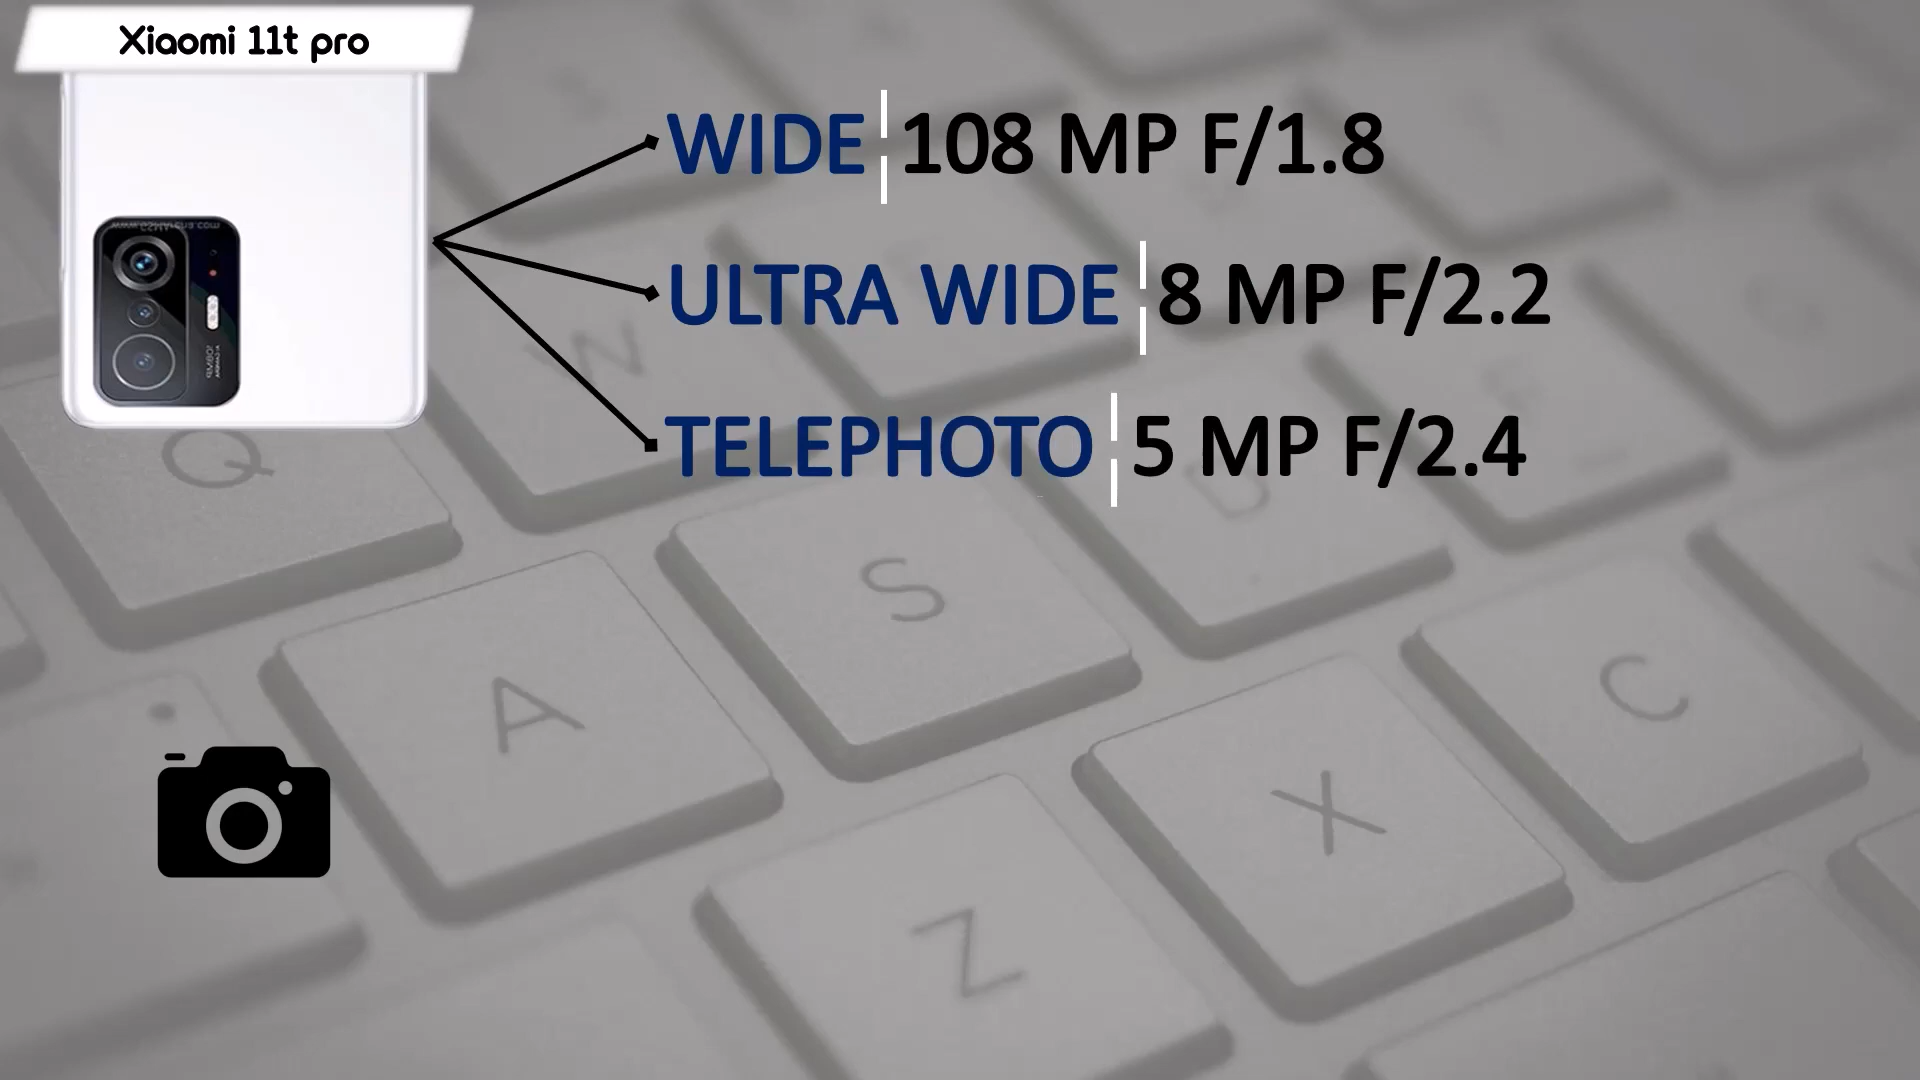 Xiaomi 11t pro
WIDE 108 MP F/1.8
ULTRA WIDE 8 MP F/2.2
TELEPHOTO 5 MP F/2.4
W
Q
D
S
A
C
X
Z